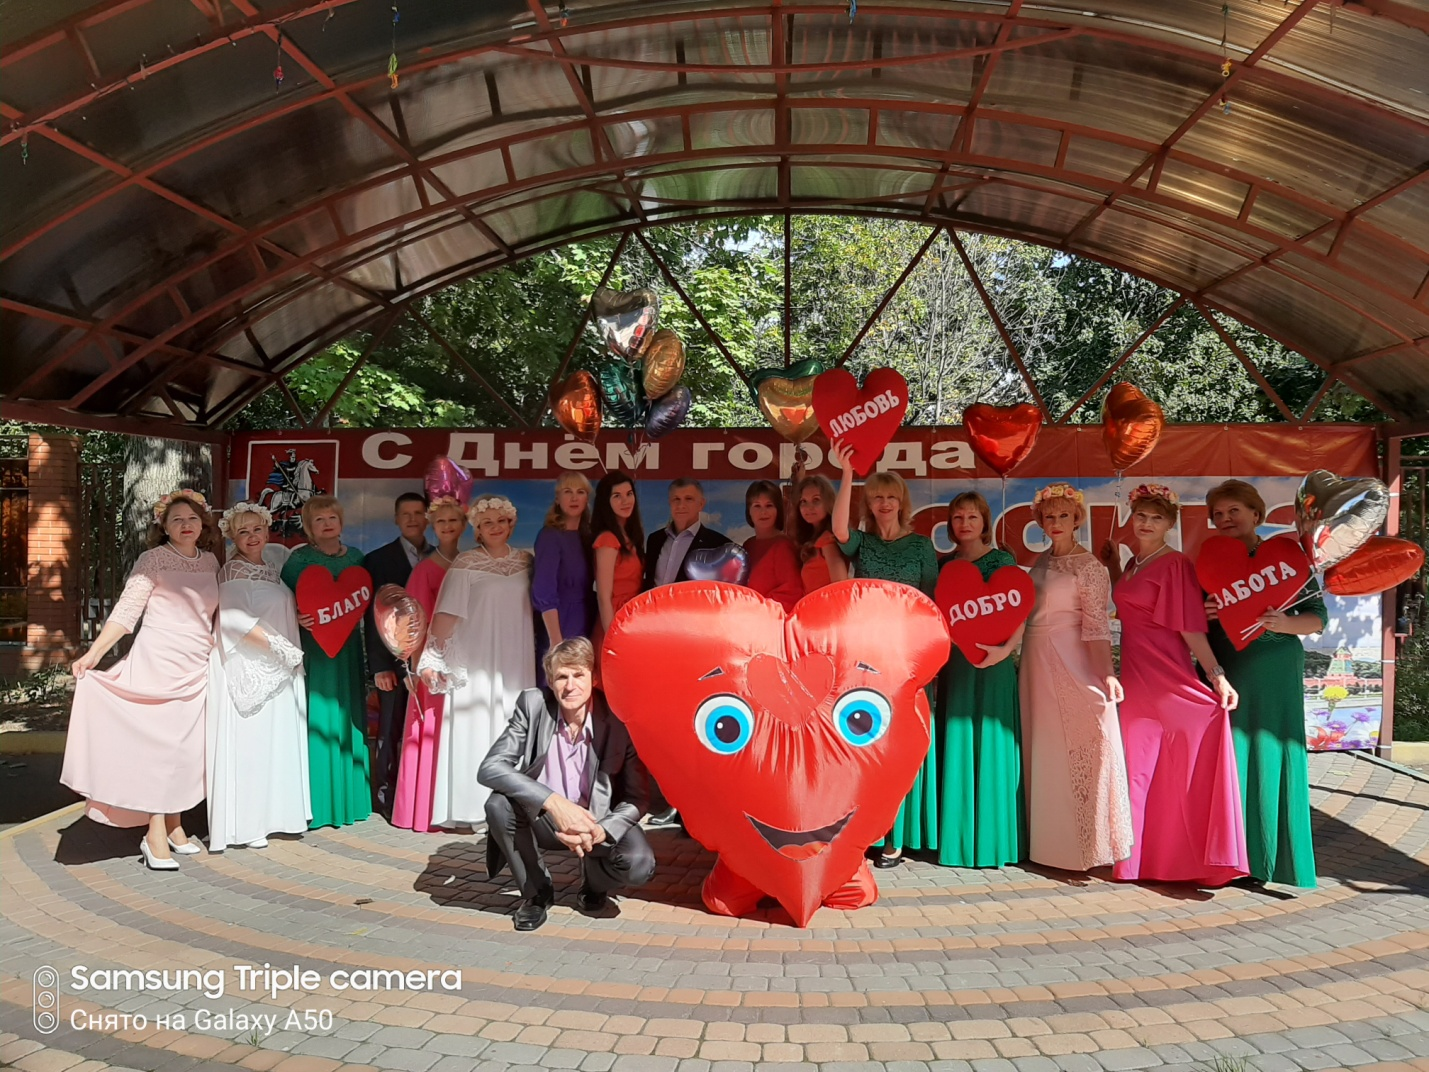 С Днём города
ЛЮБОВЬ
БЛАГО
ДОБРО
ЗАБОТА
Samsung Triple camera
Снято на Galaxy A50